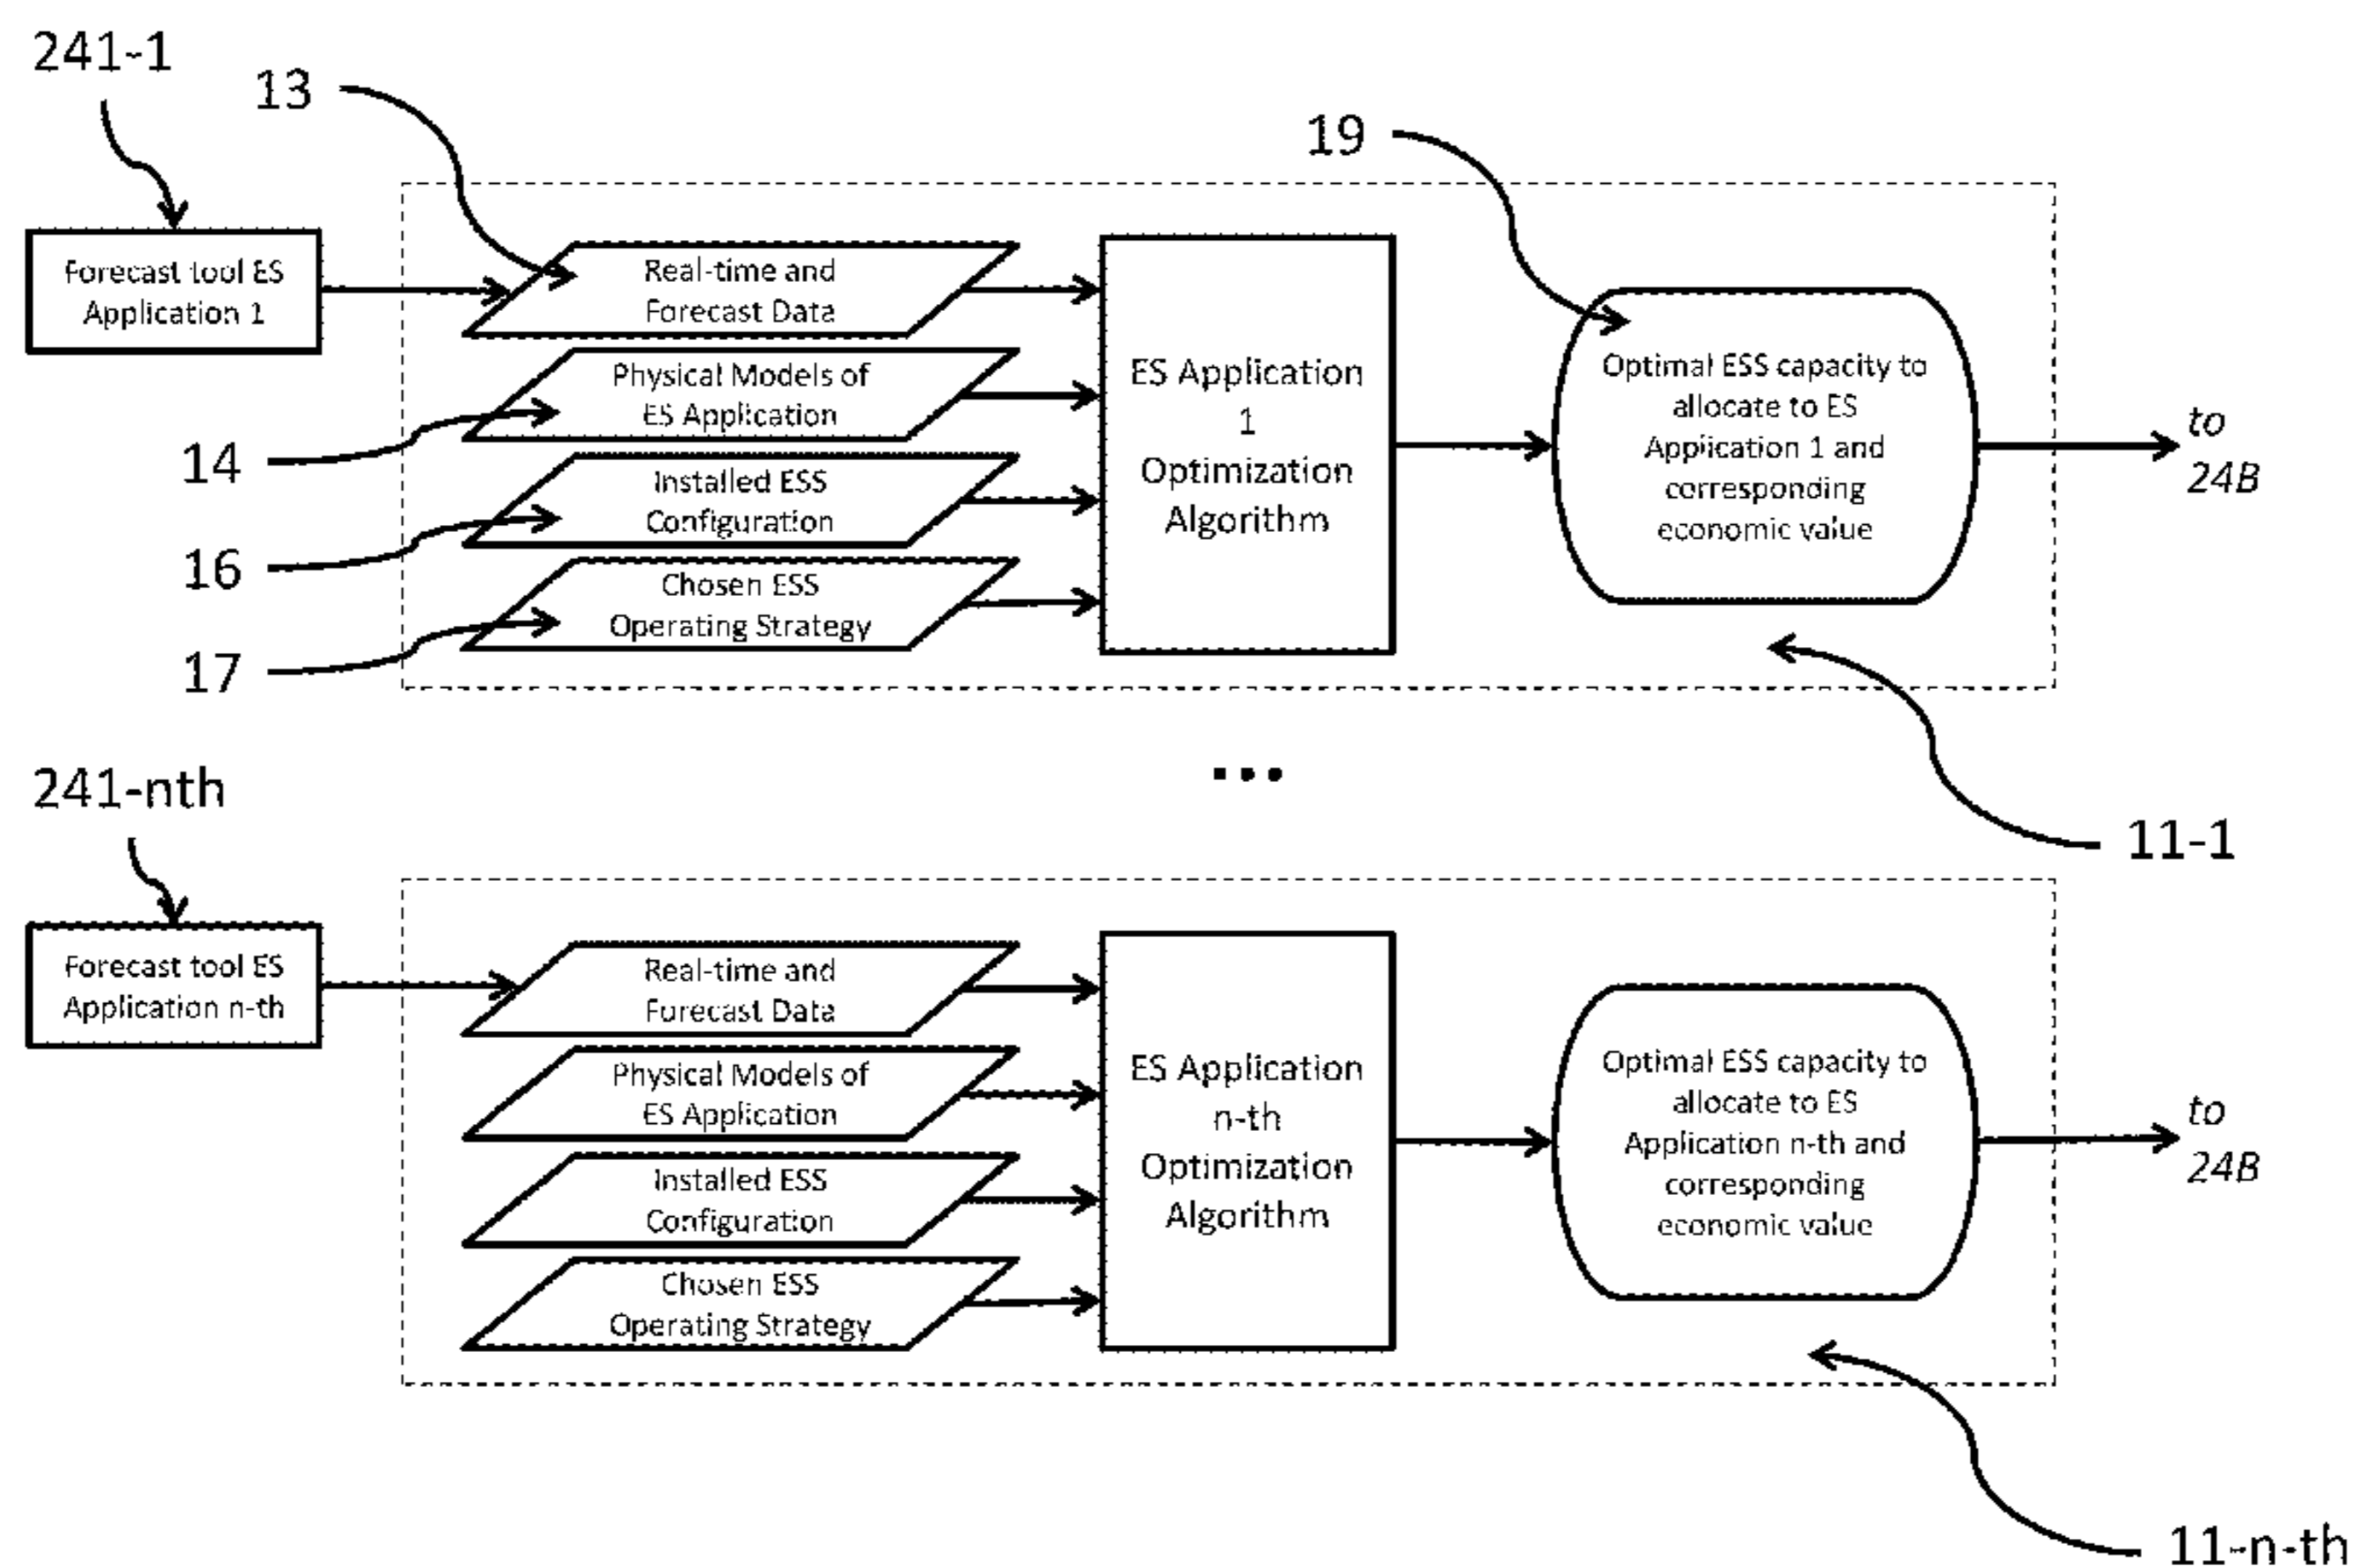 241-1
13
19
Forecast tool ES
Application 1
Real-time and
Forecast Data
Physical Models of
ES Application
14
Installed ESS
Configuration
16
Chosen ESS
Operating Strategy
17
ES Application
1
Optimization
Algorithm
Optimal ESS capacity to
allocate to ES
Application 1 and
corresponding
economic value
to
24B
11-1
...
241-nth
Forecast tool ES
Application n-th
Real-time and
Forecast Data
Physical Models of
ES Application
Installed ESS
Configuration
Chosen ESS
Operating Strategy
ES Application
n-th
Optimization
Algorithm
Optimal ESS capacity to
allocate to ES
Application n-th and
corresponding
economic value
to
24B
11-n-th